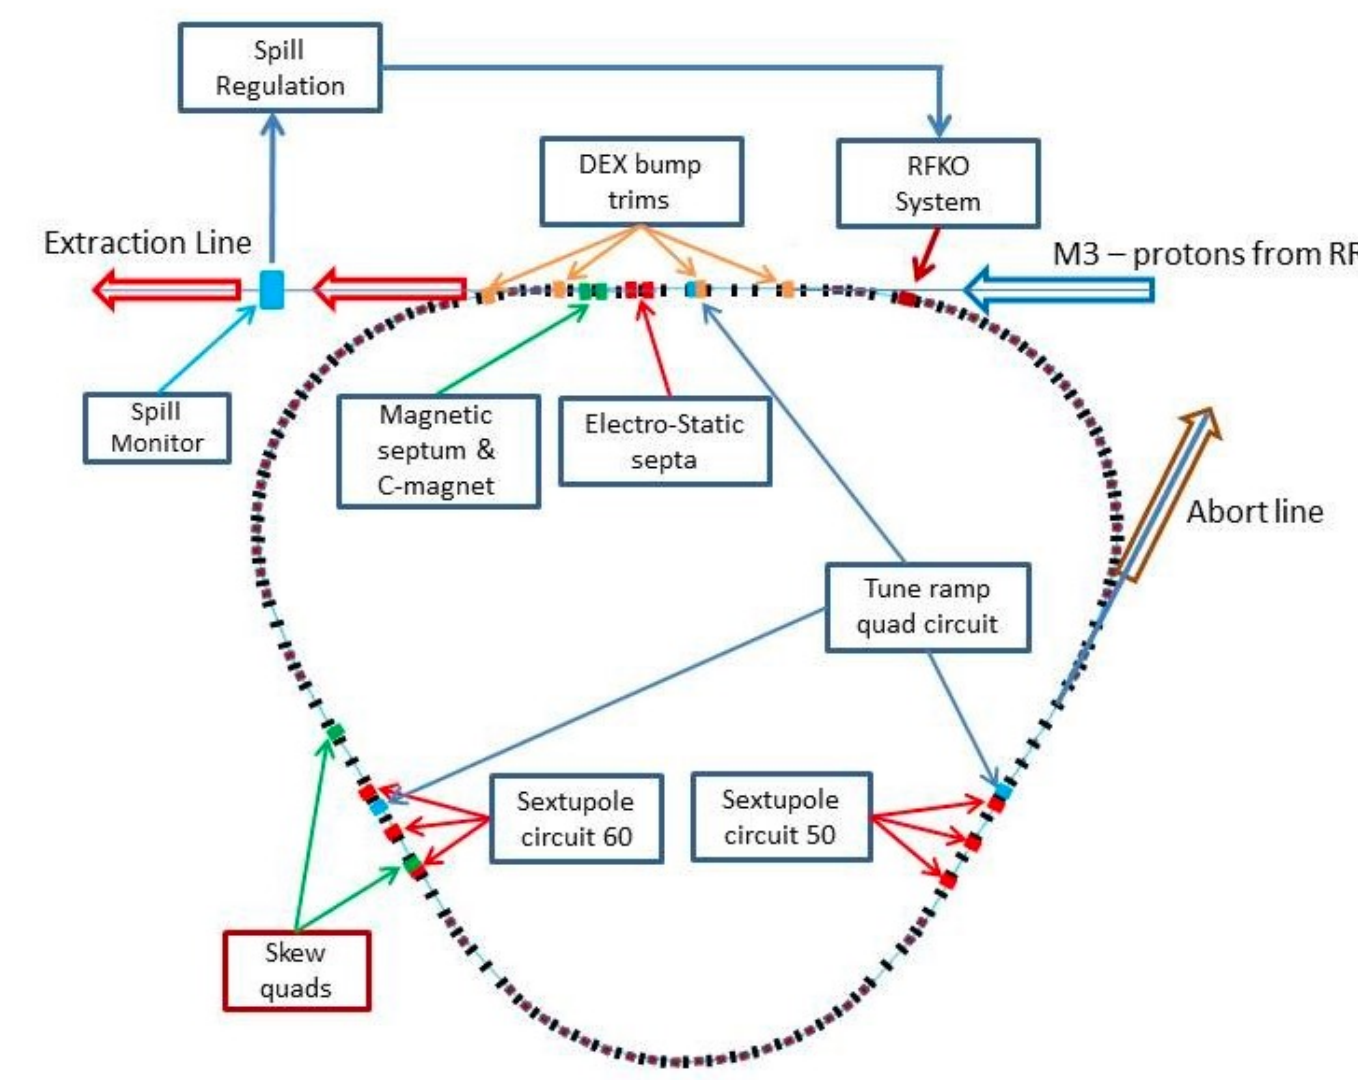 Spill
Regulation
DEX bump
trims
RFKO
System
Extraction Line
M3 – protons from RR
Spill
Monitor
Magnetic
septum &
C-magnet
Electro-Static
septa
Abort line
Tune ramp
quad circuit
Sextupole
circuit 60
Sextupole
circuit 50
Skew
quads